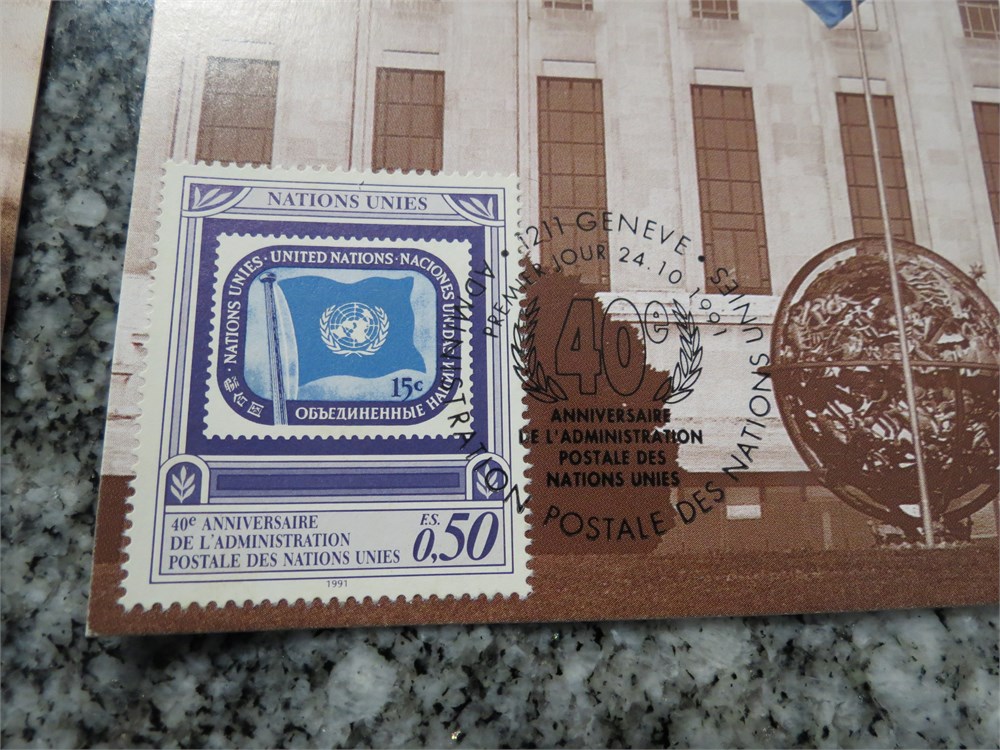 NATIONS UNIES
NATIONS UNIES · UNITED NATIONS · NACIONES UNIDAS
15c
ОБЪЕДИНЕННЫЕ НАЦИИ
40e ANNIVERSAIRE
DE L'ADMINISTRATION
POSTALE DES NATIONS UNIES
F.S.
0,50
1991
1211 GENEVE
PREMIER JOUR 24.10.1991
ADMINISTRATION POSTALE DES NATIONS UNIES
40e
ANNIVERSAIRE
DE L'ADMINISTRATION
POSTALE DES
NATIONS UNIES